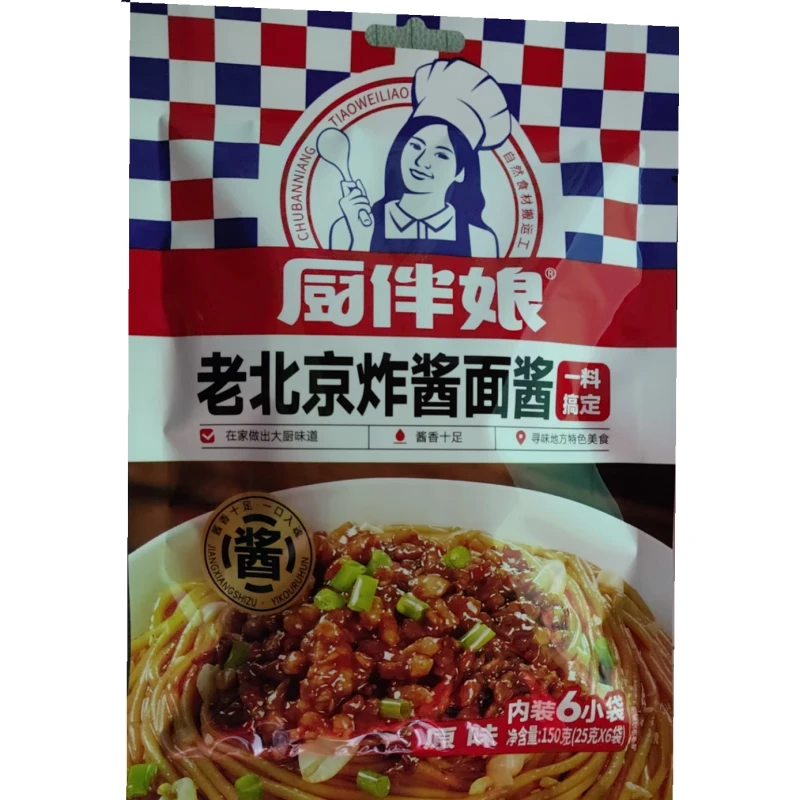 CHUBANNIANG TIAOWEILIAO
自然食材搬运工
厨伴娘®
老北京炸酱面酱
一料
搞定
在家做出大厨味道
酱香十足
寻味地方特色美食
酱香十足·一口入魂
酱
JIANGXIANGSHIZU · YIKOURUHUN
内装6小袋
原味
净含量:150克(25克X6袋)